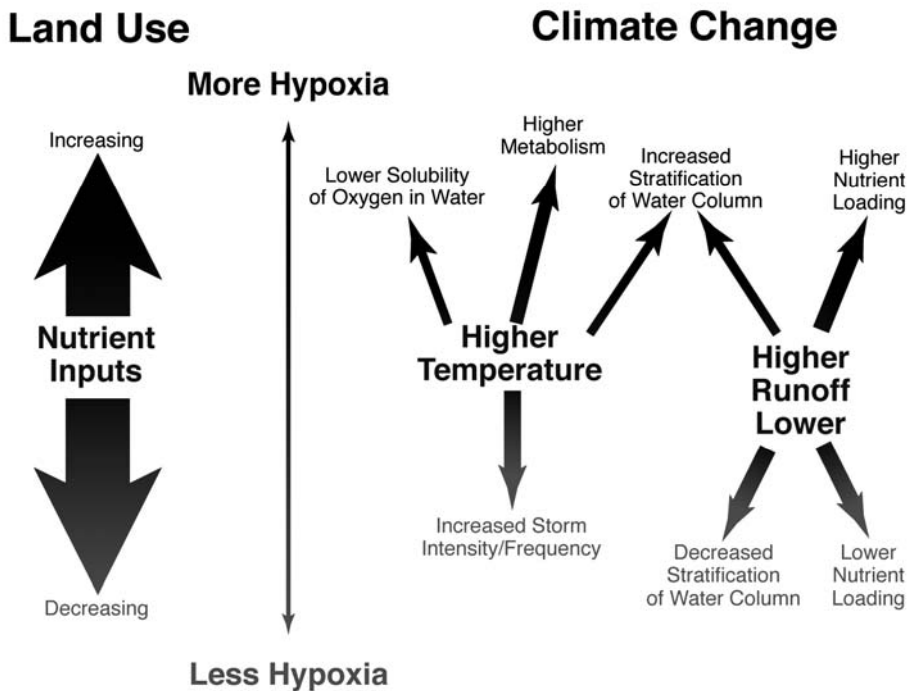 Land Use
Climate Change
More Hypoxia
Increasing
Lower Solubility
of Oxygen in Water
Higher
Metabolism
Increased
Stratification
of Water Column
Higher
Nutrient
Loading
Nutrient
Inputs
Higher
Temperature
Higher
Runoff
Lower
Increased Storm
Intensity/Frequency
Decreased
Stratification
of Water Column
Lower
Nutrient
Loading
Decreasing
Less Hypoxia